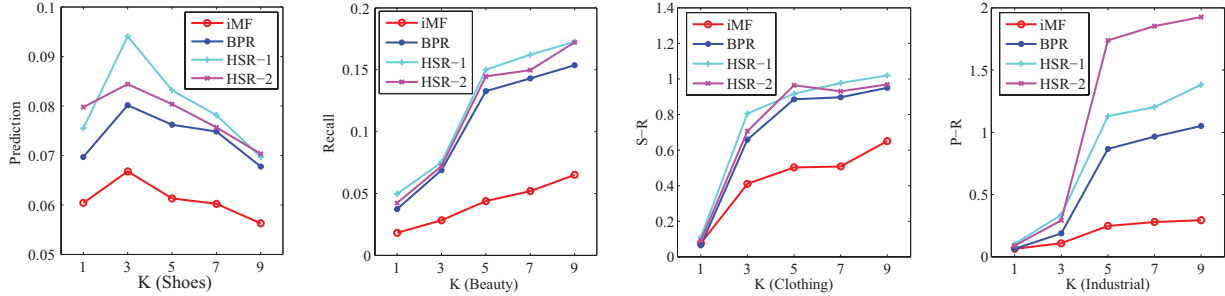 0.1
0.09
0.08
0.07
0.06
0.05
Prediction
1 3 5 7 9
K (Shoes)
iMF
BPR
HSR−1
HSR−2
0.2
0.15
0.1
0.05
0
Recall
1 3 5 7 9
K (Beauty)
iMF
BPR
HSR−1
HSR−2
1.4
1.2
1
0.8
0.6
0.4
0.2
0
S−R
1 3 5 7 9
K (Clothing)
iMF
BPR
HSR−1
HSR−2
2
1.5
1
0.5
0
P−R
1 3 5 7 9
K (Industrial)
iMF
BPR
HSR−1
HSR−2